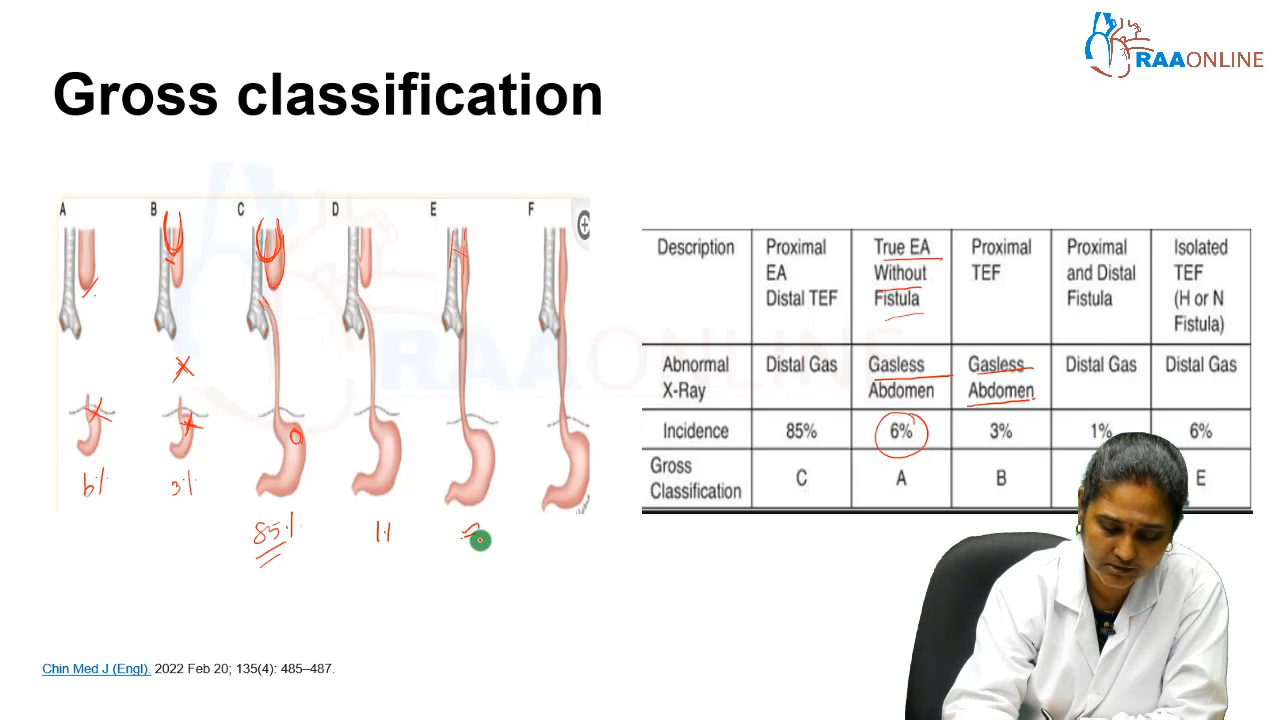 RAAONLINE
Gross classification
A B C D E F
6% 3%
85% 1%
Description Proximal EA Distal TEF True EA Without Fistula Proximal TEF Proximal and Distal Fistula Isolated TEF (H or N Fistula)
Abnormal X-Ray Distal Gas Gasless Abdomen Gasless Abdomen Distal Gas Distal Gas
Incidence 85% 6% 3% 1% 6%
Gross Classification C A B E
RAAONLINE
Chin Med J (Engl). 2022 Feb 20; 135(4): 485–487.